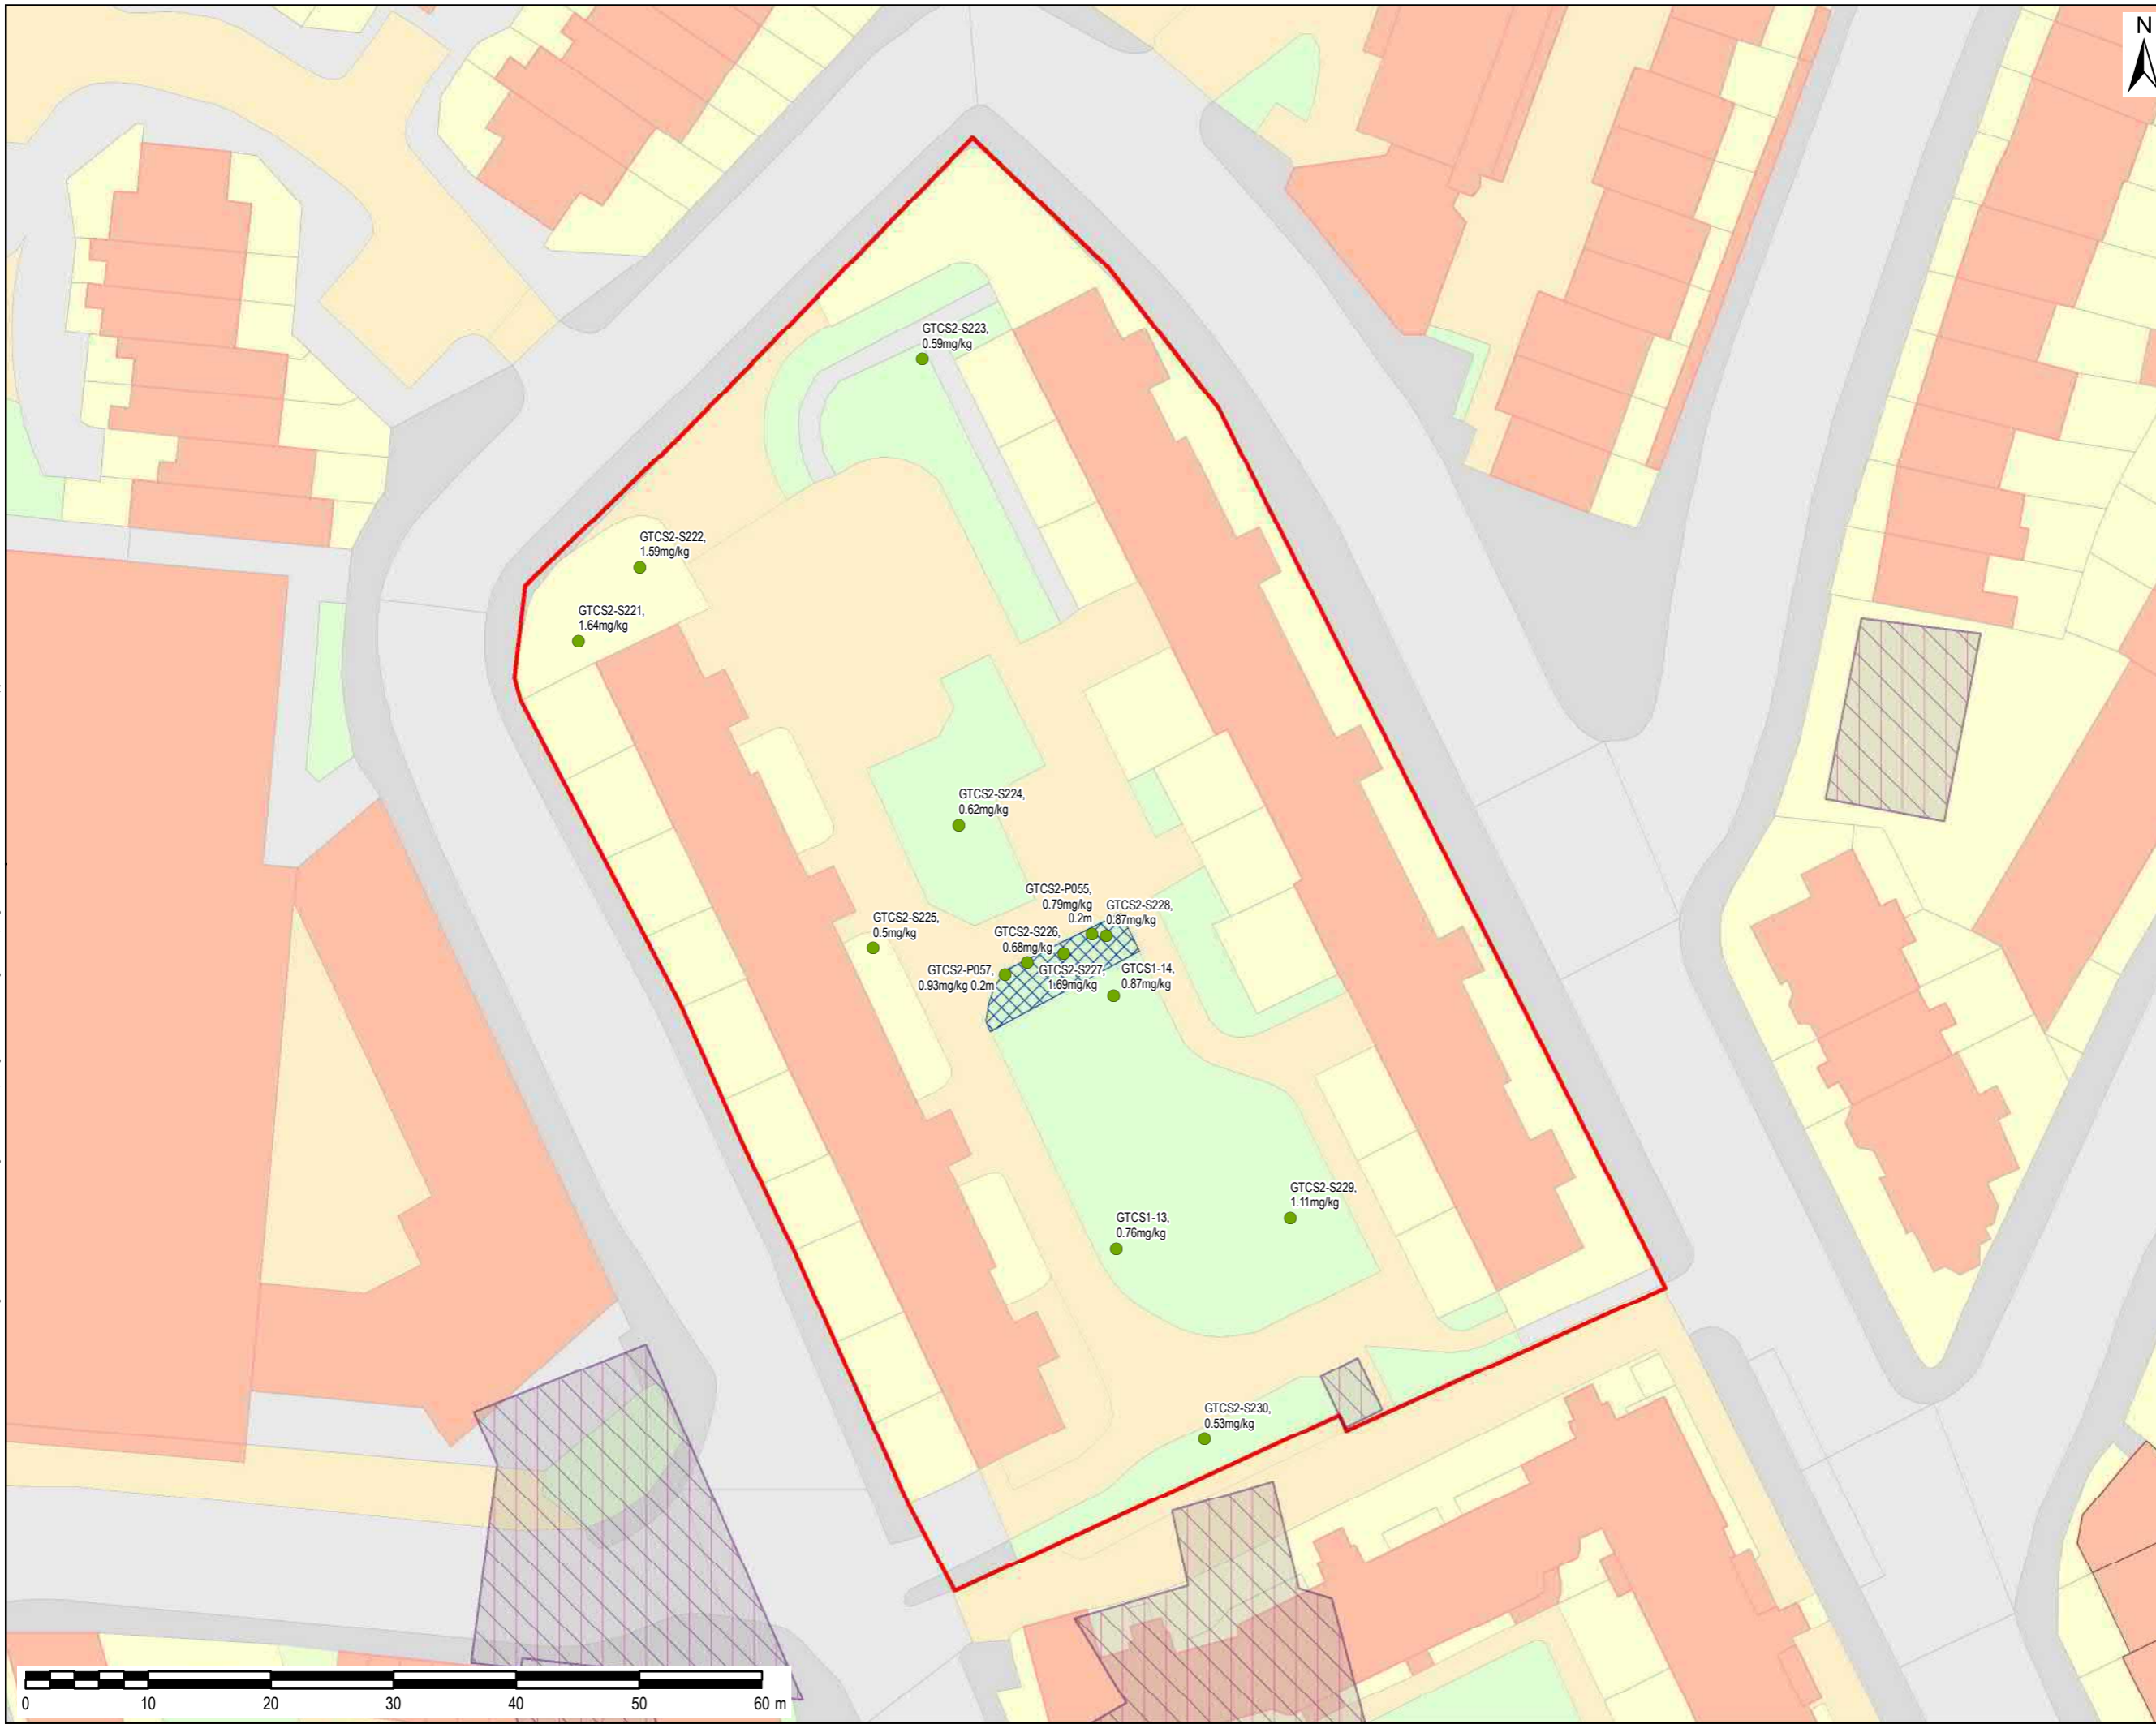 N
GTCS2-S223,
0.59mg/kg
GTCS2-S222,
1.59mg/kg
GTCS2-S221,
1.64mg/kg
GTCS2-S224,
0.62mg/kg
GTCS2-P055,
0.79mg/kg
0.2m
GTCS2-S228,
0.87mg/kg
GTCS2-S225,
0.5mg/kg
GTCS2-S226,
0.68mg/kg
GTCS2-P057,
0.93mg/kg 0.2m
GTCS2-S227,
1.69mg/kg
GTCS1-14,
0.87mg/kg
GTCS2-S229,
1.11mg/kg
GTCS1-13,
0.76mg/kg
GTCS2-S230,
0.53mg/kg
0 10 20 30 40 50 60 m